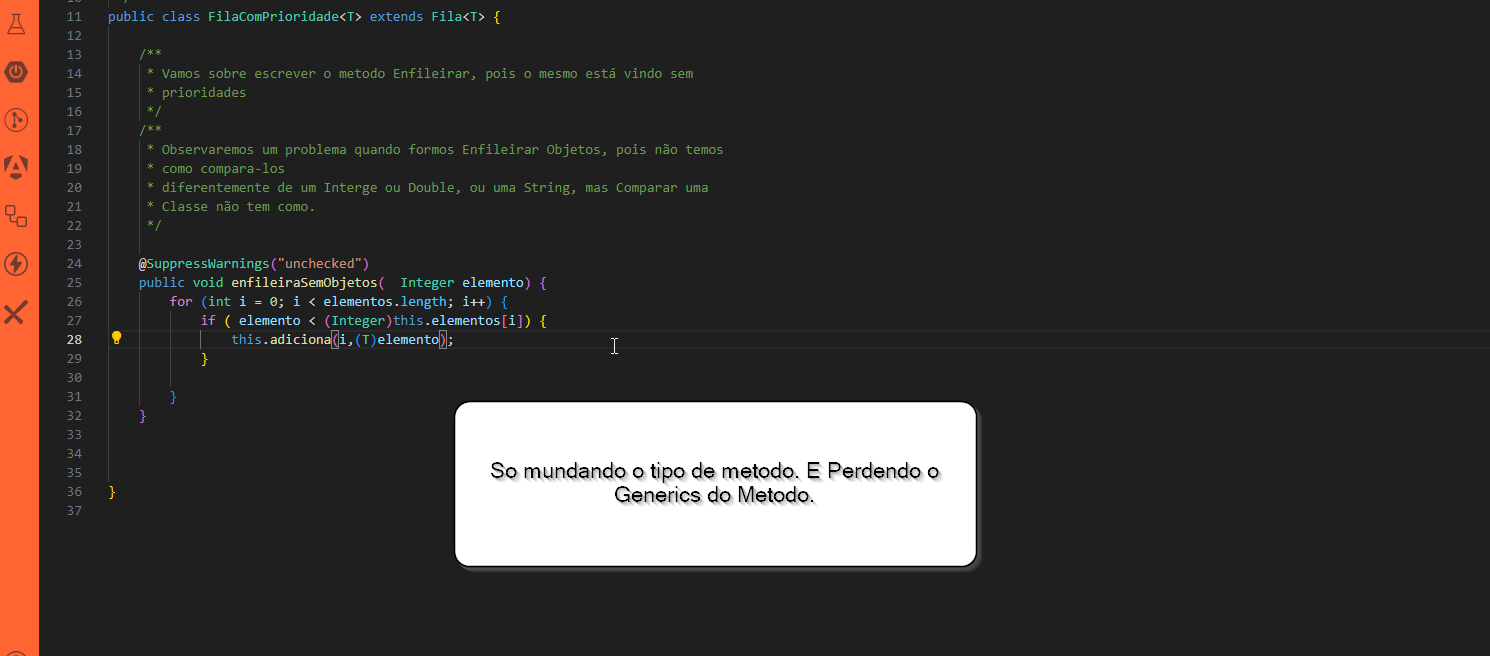 11 public class FilaComPrioridade<T> extends Fila<T> {
12
13 /**
14 * Vamos sobre escrever o metodo Enfileirar, pois o mesmo está vindo sem
15 * prioridades
16 */
17 /**
18 * Observaremos um problema quando formos Enfileirar Objetos, pois não temos
19 * como compara-los
20 * diferentemente de um Interge ou Double, ou uma String, mas Comparar uma
21 * Classe não tem como.
22 */
23
24 @SuppressWarnings("unchecked")
25 public void enfileiraSemObjetos(  Integer elemento) {
26 for (int i = 0; i < elementos.length; i++) {
27 if ( elemento < (Integer)this.elementos[i]) {
28 this.adiciona(i,(T)elemento);
29 }
30
31 }
32 }
33
34
35
36 }
37
So mundando o tipo de metodo. E Perdendo o
Generics do Metodo.